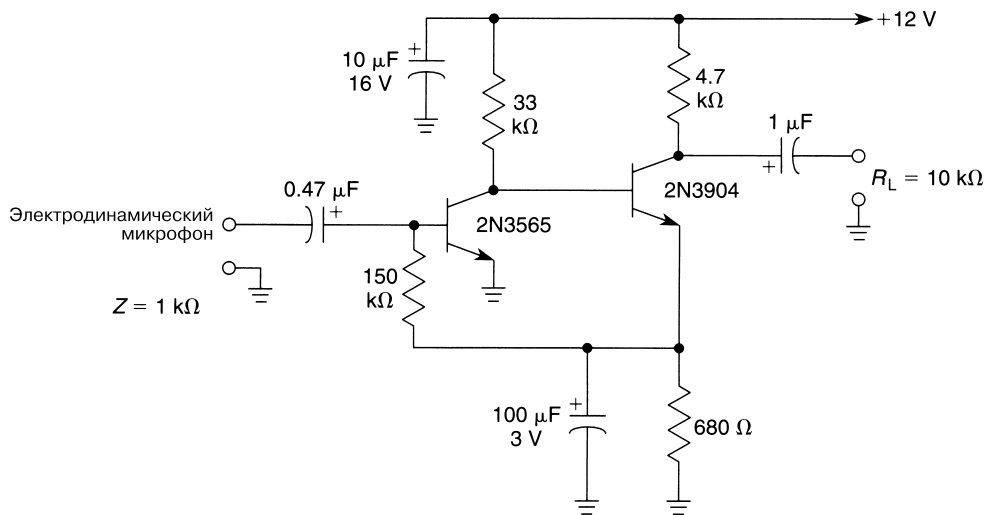 +12 V
10 µF
16 V
33
kΩ
4.7
kΩ
1 µF
+
+
2N3904
R_L = 10 kΩ
0.47 µF
+
2N3565
Электродинамический
микрофон
150
kΩ
Z = 1 kΩ
100 µF
3 V
+
680 Ω